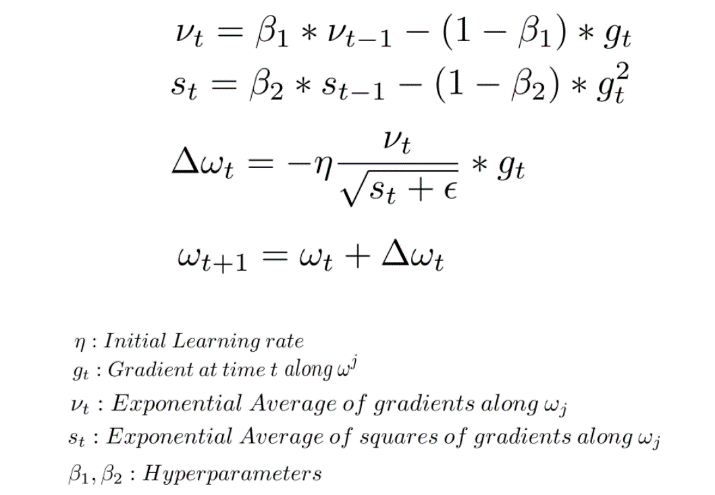 ν_t = β_1 * ν_{t−1} − (1 − β_1) * g_t
s_t = β_2 * s_{t−1} − (1 − β_2) * g_t^2
Δω_t = −η \frac{ν_t}{\sqrt{s_t + ϵ}} * g_t
ω_{t+1} = ω_t + Δω_t
η : Initial Learning rate
g_t : Gradient at time t along ω^j
ν_t : Exponential Average of gradients along ω_j
s_t : Exponential Average of squares of gradients along ω_j
β_1, β_2 : Hyperparameters